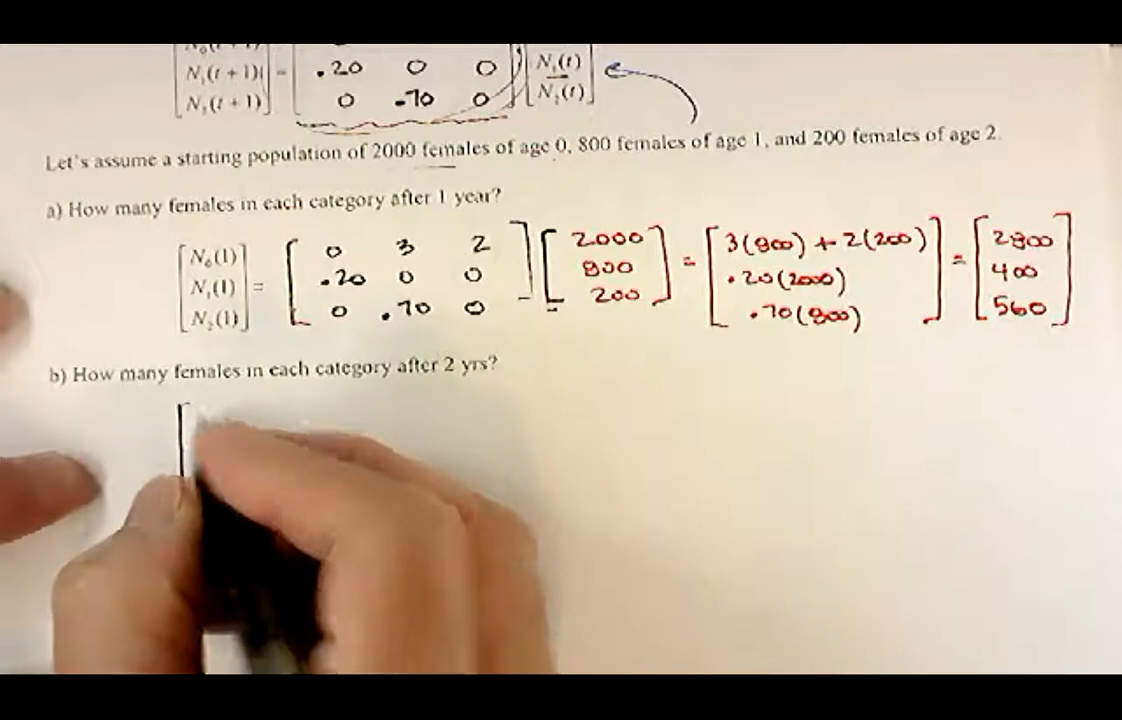 N₁(t + 1) = .20 0 0 N₁(t)
N₂(t + 1) 0 .70 0 N₂(t)
Let's assume a starting population of 2000 females of age 0, 800 females of age 1, and 200 females of age 2.
a) How many females in each category after 1 year?
N₀(1) 0 3 2 2000 3(800) + 2(200) 2800
N₁(1) = .20 0 0 800 = .20(2000) = 400
N₂(1) 0 .70 0 200 .70(800) 560
b) How many females in each category after 2 yrs?